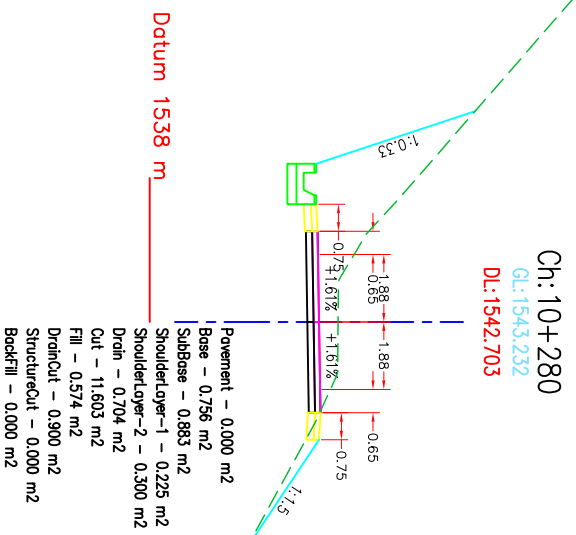 Ch:10+280
GL:1543.232
DL:1542.703
1:0.33
1.88
1.88
0.65
0.65
0.75
0.75
+1.61%
+1.61%
1:1.5
Datum 1538 m
Pavement - 0.000 m2
Base - 0.756 m2
SubBase - 0.883 m2
ShoulderLayer-1 - 0.225 m2
ShoulderLayer-2 - 0.300 m2
Drain - 0.704 m2
Cut - 11.603 m2
Fill - 0.574 m2
DrainCut - 0.900 m2
StructureCut - 0.000 m2
BackFill - 0.000 m2